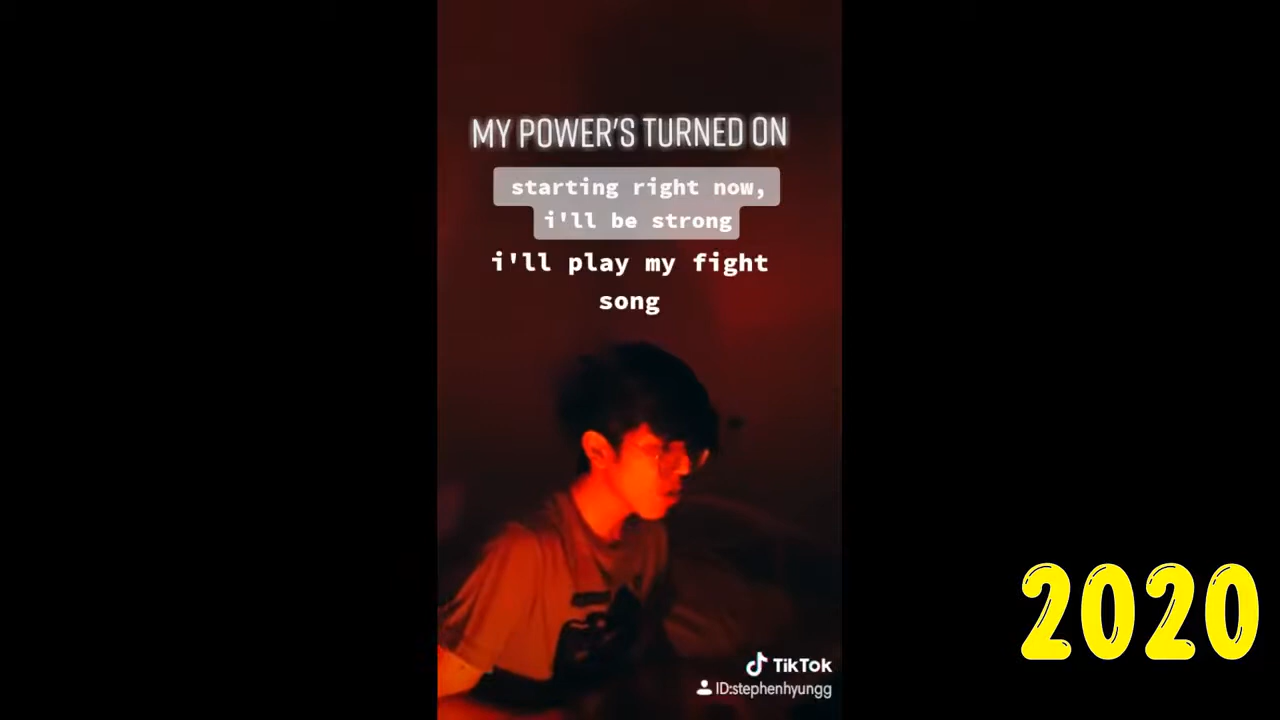 MY POWER'S TURNED ON
starting right now,
i'll be strong
i'll play my fight
song
2020
TikTok
ID:stephenhyungg